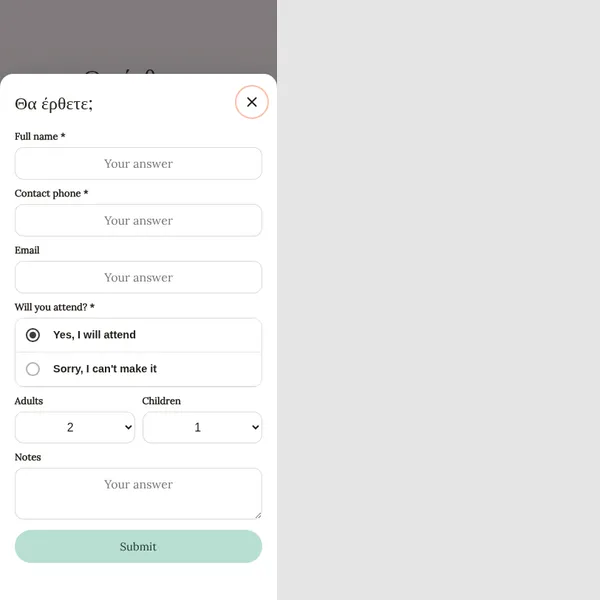 Θα έρθετε;
Full name *
Your answer
Contact phone *
Your answer
Email
Your answer
Will you attend? *
Yes, I will attend
Sorry, I can't make it
Adults Children
2 1
Notes
Your answer
Submit